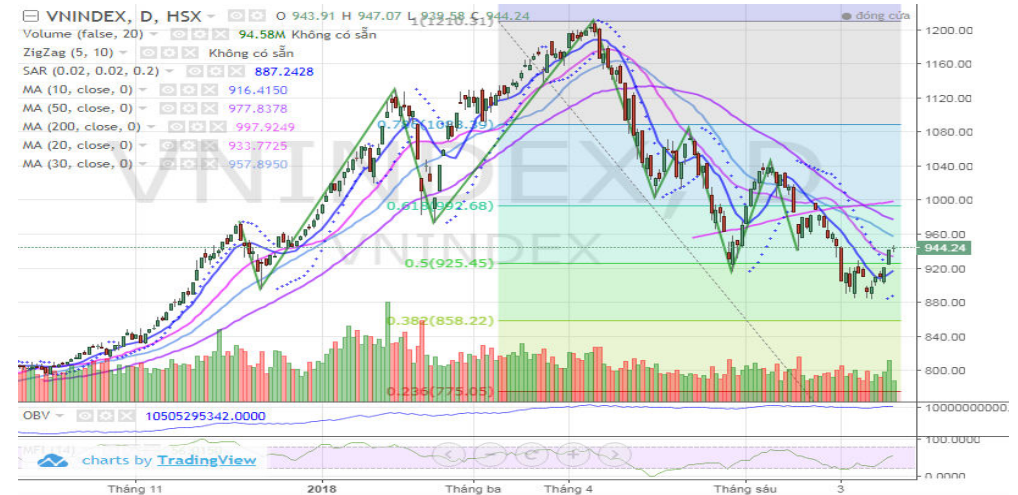 VNINDEX, D, HSX O 943.91 H 947.07 L 939.58 C 944.24
1(1210.31)
đóng cửa
Volume (false, 20) 94.58M Không có sẵn
ZigZag (5, 10) Không có sẵn
SAR (0.02, 0.02, 0.2) 887.2428
MA (10, close, 0) 916.4150
MA (50, close, 0) 977.8378
MA (200, close, 0) 997.9249
MA (20, close, 0) 933.7725
MA (30, close, 0) 957.8950
VNINDEX, D
VNINDEX
0.618(992.68)
0.5(925.45)
0.382(858.22)
0.236(775.05)
1200.00
1160.00
1120.00
1080.00
1040.00
1000.00
960.00
944.24
920.00
880.00
840.00
800.00
OBV 10505295342.0000
10000000000.
100.0000
0.0000
charts by TradingView
Tháng 11
2018
Tháng ba
Tháng 4
Tháng sáu
3